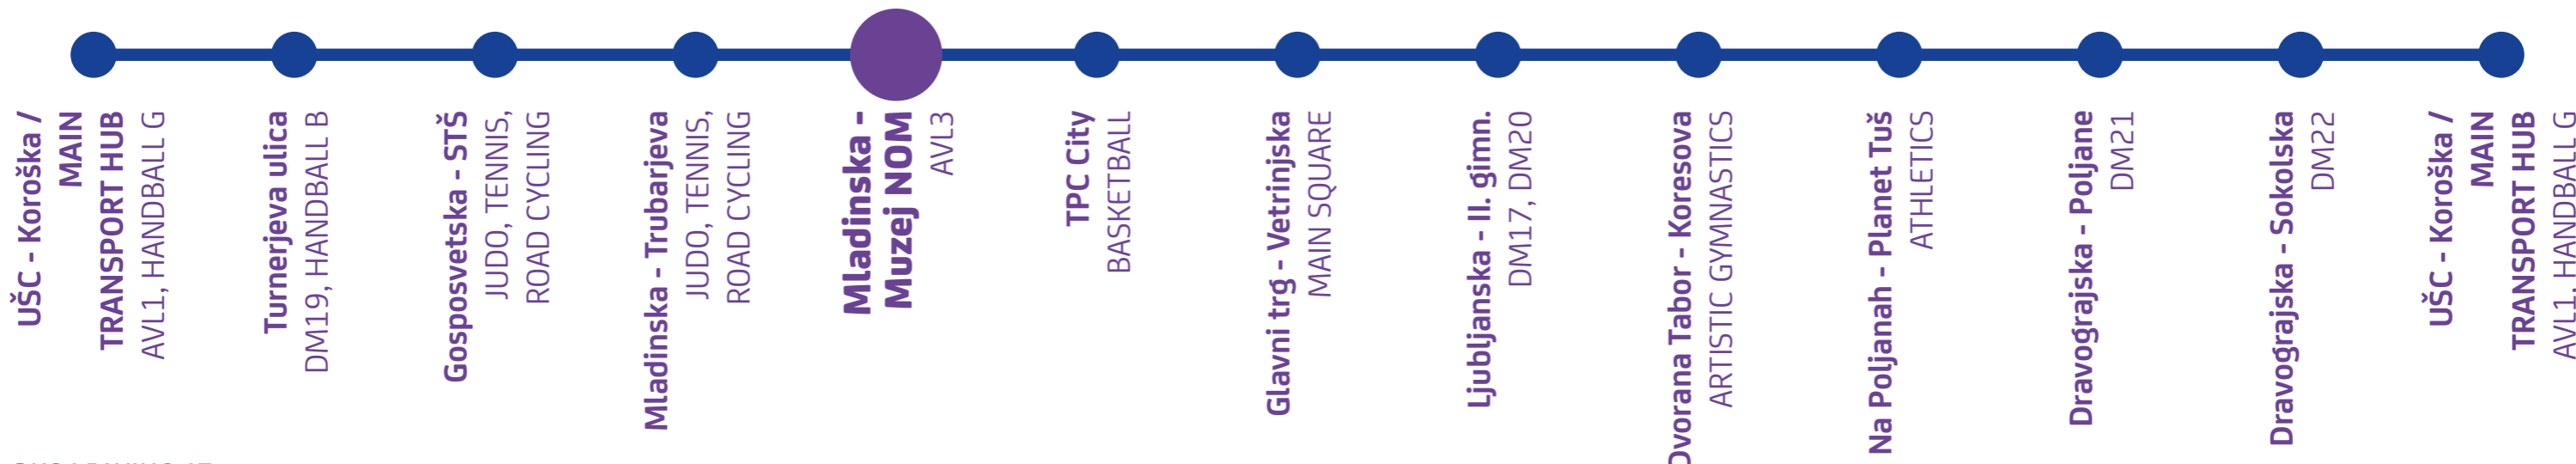 UŠC - Koroška /
MAIN
TRANSPORT HUB
AVL1, HANDBALL G
Turnerjeva ulica
DM19, HANDBALL B
Gosposvetska - STŠ
JUDO, TENNIS,
ROAD CYCLING
Mladinska - Trubarjeva
JUDO, TENNIS,
ROAD CYCLING
Mladinska -
Muzej NOM
AVL3
TPC City
BASKETBALL
Glavni trg - Vetrinjska
MAIN SQUARE
Ljubljanska - II. gimn.
DM17, DM20
Dvorana Tabor - Koresova
ARTISTIC GYMNASTICS
Na Poljanah - Planet Tuš
ATHLETICS
Dravograjska - Poljane
DM21
Dravograjska - Sokolska
DM22
UŠC - Koroška /
MAIN
TRANSPORT HUB
AVL1, HANDBALL G